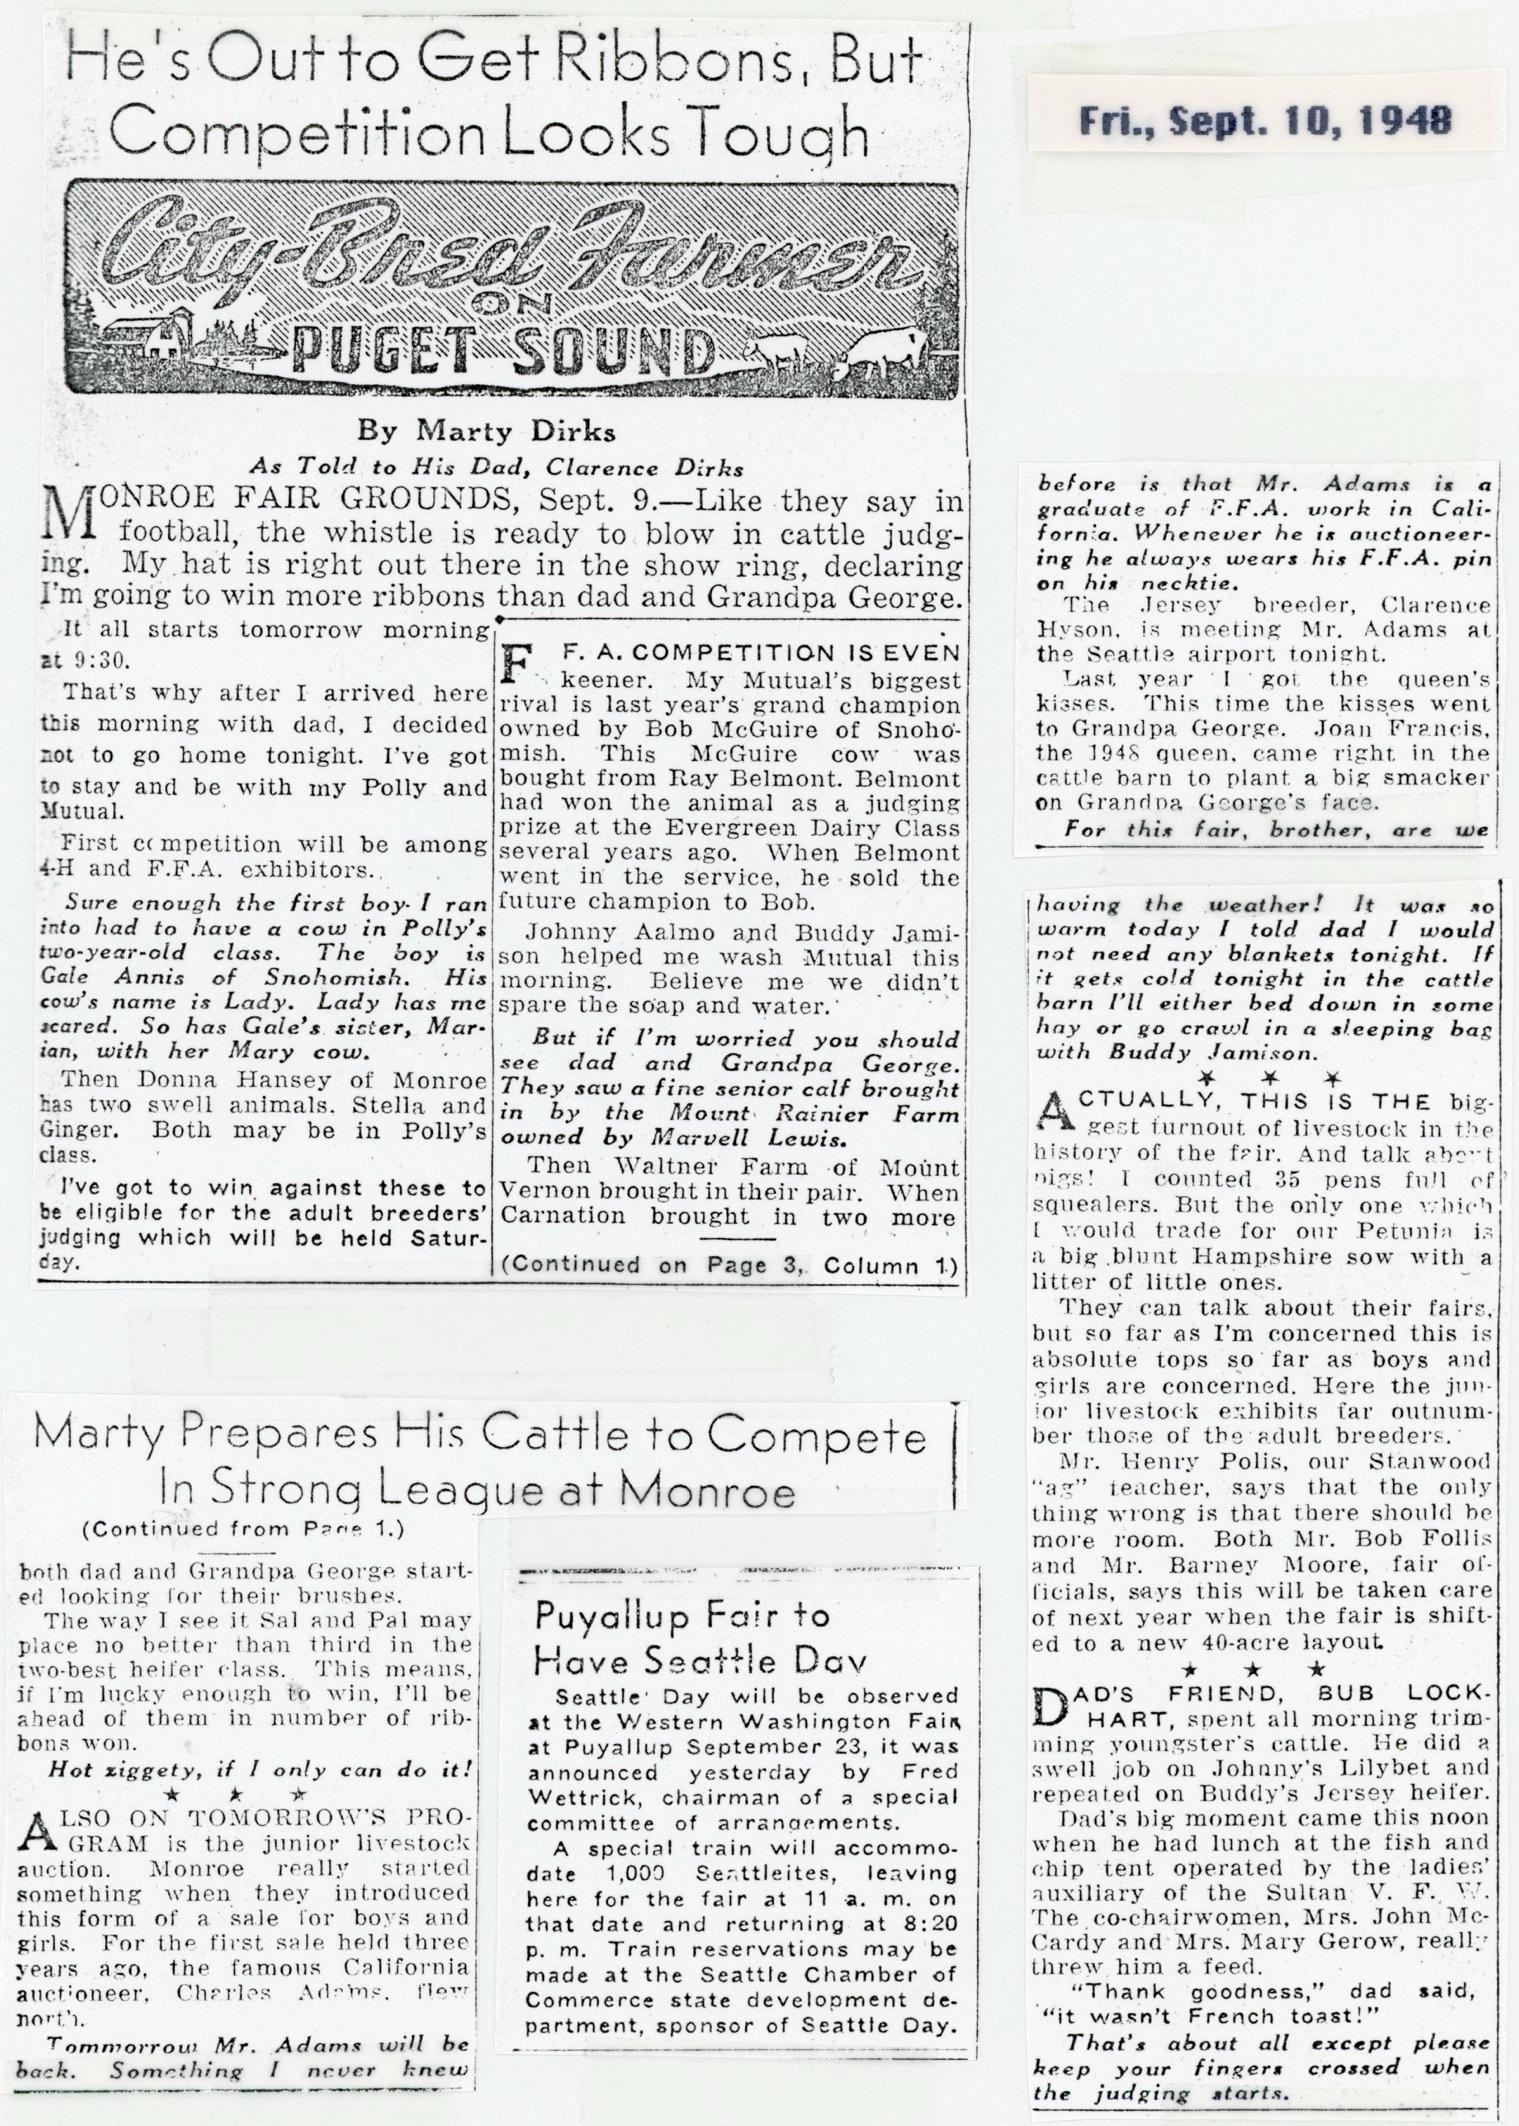 He's Out to Get Ribbons, But
Competition Looks Tough
City-Bred Farmer
ON
PUGET SOUND
By Marty Dirks
As Told to His Dad, Clarence Dirks
MONROE FAIR GROUNDS, Sept. 9.—Like they say in
football, the whistle is ready to blow in cattle judg-
ing. My hat is right out there in the show ring, declaring
I'm going to win more ribbons than dad and Grandpa George.
It all starts tomorrow morning
at 9:30.
That's why after I arrived here
this morning with dad, I decided
not to go home tonight. I've got
to stay and be with my Polly and
Mutual.
First competition will be among
4-H and F.F.A. exhibitors.
Sure enough the first boy I ran
into had to have a cow in Polly's
two-year-old class. The boy is
Gale Annis of Snohomish. His
cow's name is Lady. Lady has me
scared. So has Gale's sister, Mar-
ian, with her Mary cow.
Then Donna Hansey of Monroe
has two swell animals. Stella and
Ginger. Both may be in Polly's
class.
I've got to win against these to
be eligible for the adult breeders'
judging which will be held Satur-
day.
F. F. A. COMPETITION IS EVEN
keener. My Mutual's biggest
rival is last year's grand champion
owned by Bob McGuire of Snoho-
mish. This McGuire cow was
bought from Ray Belmont. Belmont
had won the animal as a judging
prize at the Evergreen Dairy Class
several years ago. When Belmont
went in the service, he sold the
future champion to Bob.
Johnny Aalmo and Buddy Jami-
son helped me wash Mutual this
morning. Believe me we didn't
spare the soap and water.
But if I'm worried you should
see dad and Grandpa George.
They saw a fine senior calf brought
in by the Mount Rainier Farm
owned by Marvell Lewis.
Then Waltner Farm of Mount
Vernon brought in their pair. When
Carnation brought in two more
(Continued on Page 3, Column 1)
Marty Prepares His Cattle to Compete
In Strong League at Monroe
(Continued from Page 1.)
both dad and Grandpa George start-
ed looking for their brushes.
The way I see it Sal and Pal may
place no better than third in the
two-best heifer class. This means,
if I'm lucky enough to win, I'll be
ahead of them in number of rib-
bons won.
Hot ziggety, if I only can do it!
★ ★ ★
ALSO ON TOMORROW'S PRO-
GRAM is the junior livestock
auction. Monroe really started
something when they introduced
this form of a sale for boys and
girls. For the first sale held three
years ago, the famous California
auctioneer, Charles Adams, flew
north.
Tommorrow Mr. Adams will be
back. Something I never knew
Puyallup Fair to
Have Seattle Day
Seattle Day will be observed
at the Western Washington Fair
at Puyallup September 23, it was
announced yesterday by Fred
Wettrick, chairman of a special
committee of arrangements.
A special train will accommo-
date 1,000 Seattleites, leaving
here for the fair at 11 a. m. on
that date and returning at 8:20
p. m. Train reservations may be
made at the Seattle Chamber of
Commerce state development de-
partment, sponsor of Seattle Day.
Fri., Sept. 10, 1948
before is that Mr. Adams is a
graduate of F.F.A. work in Cali-
fornia. Whenever he is auctioneer-
ing he always wears his F.F.A. pin
on his necktie.
The Jersey breeder, Clarence
Hyson, is meeting Mr. Adams at
the Seattle airport tonight.
Last year I got the queen's
kisses. This time the kisses went
to Grandpa George. Joan Francis,
the 1948 queen, came right in the
cattle barn to plant a big smacker
on Grandpa George's face.
For this fair, brother, are we
having the weather! It was so
warm today I told dad I would
not need any blankets tonight. If
it gets cold tonight in the cattle
barn I'll either bed down in some
hay or go crawl in a sleeping bag
with Buddy Jamison.
★ ★ ★
ACTUALLY, THIS IS THE big-
gest turnout of livestock in the
history of the fair. And talk about
pigs! I counted 35 pens full of
squealers. But the only one which
I would trade for our Petunia is
a big blunt Hampshire sow with a
litter of little ones.
They can talk about their fairs,
but so far as I'm concerned this is
absolute tops so far as boys and
girls are concerned. Here the jun-
ior livestock exhibits far outnum-
ber those of the adult breeders.
Mr. Henry Polis, our Stanwood
"ag" teacher, says that the only
thing wrong is that there should be
more room. Both Mr. Bob Follis
and Mr. Barney Moore, fair of-
ficials, says this will be taken care
of next year when the fair is shift-
ed to a new 40-acre layout.
★ ★ ★
DAD'S FRIEND, BUB LOCK-
HART, spent all morning trim-
ming youngster's cattle. He did a
swell job on Johnny's Lilybet and
repeated on Buddy's Jersey heifer.
Dad's big moment came this noon
when he had lunch at the fish and
chip tent operated by the ladies'
auxiliary of the Sultan V. F. W.
The co-chairwomen, Mrs. John Mc-
Cardy and Mrs. Mary Gerow, really
threw him a feed.
"Thank goodness," dad said,
"it wasn't French toast!"
That's about all except please
keep your fingers crossed when
the judging starts.